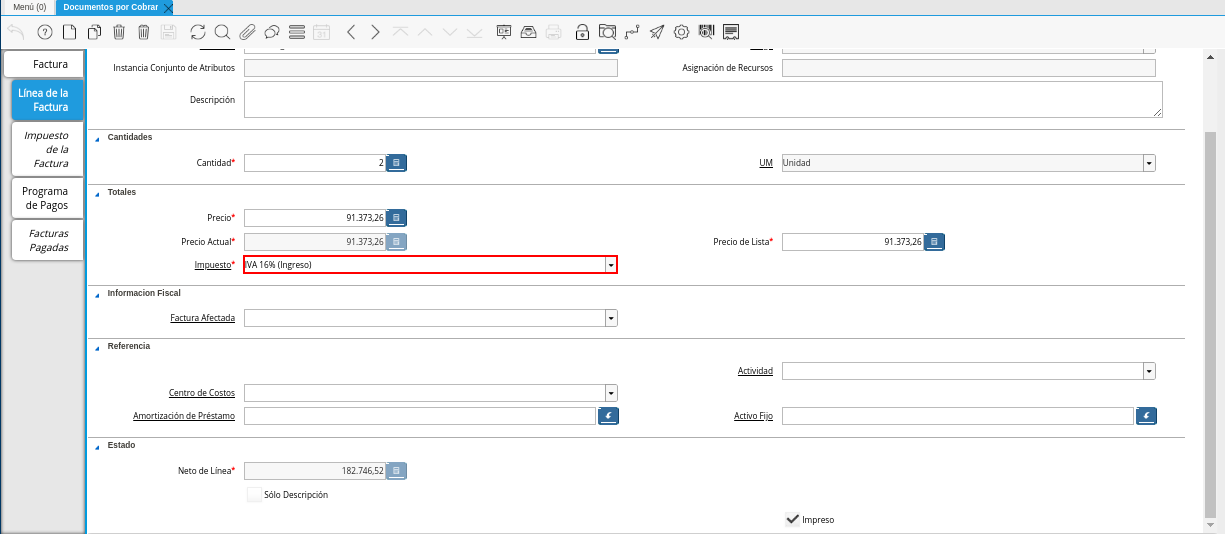 Menú (0)
Documentos por Cobrar
Factura
Línea de la
Factura
Impuesto
de la
Factura
Programa
de Pagos
Facturas
Pagadas
Instancia Conjunto de Atributos
Asignación de Recursos
Descripción
Cantidades
Cantidad* 2
UM Unidad
Totales
Precio* 91.373,26
Precio Actual* 91.373,26
Precio de Lista* 91.373,26
Impuesto* IVA 16% (Ingreso)
Informacion Fiscal
Factura Afectada
Referencia
Actividad
Centro de Costos
Amortización de Préstamo
Activo Fijo
Estado
Neto de Línea* 182.746,52
Sólo Descripción
Impreso